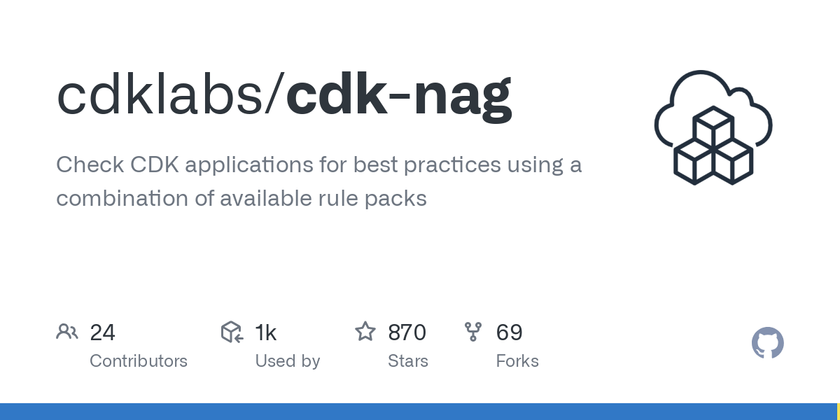 cdklabs/cdk-nag
Check CDK applications for best practices using a
combination of available rule packs
24
Contributors
1k
Used by
870
Stars
69
Forks